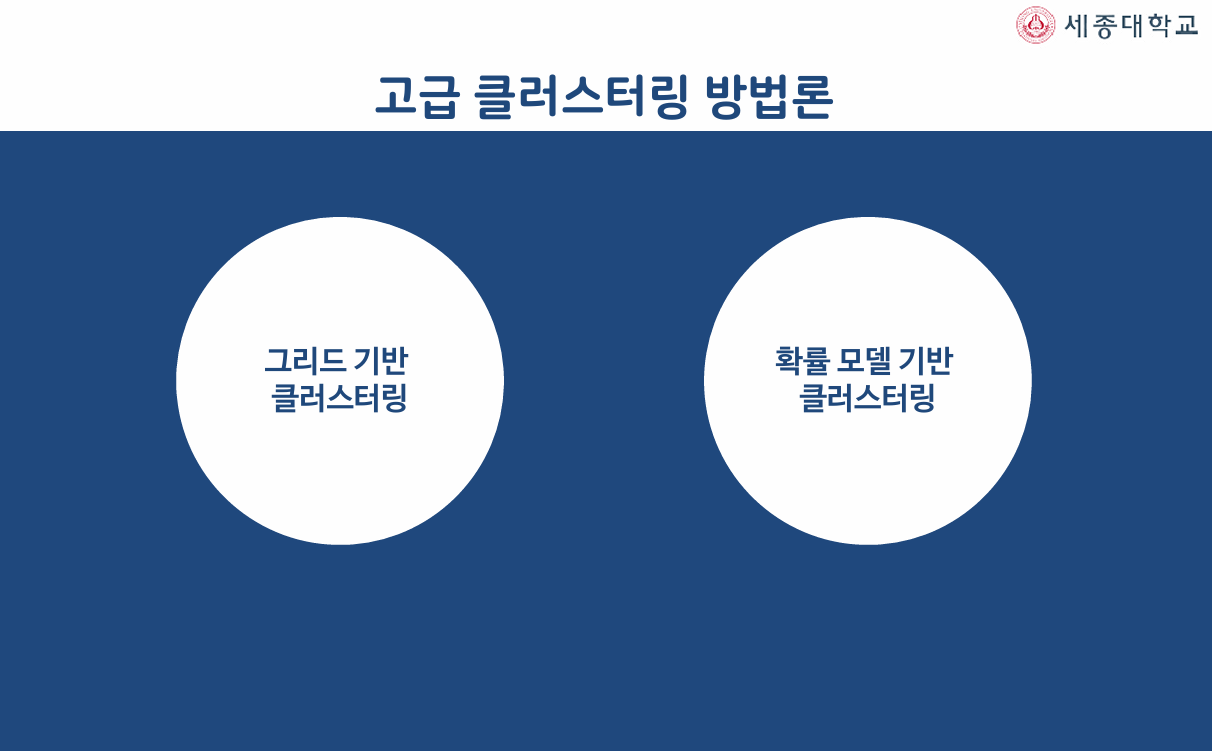 세종대학교
고급 클러스터링 방법론
그리드 기반
클러스터링
확률 모델 기반
클러스터링